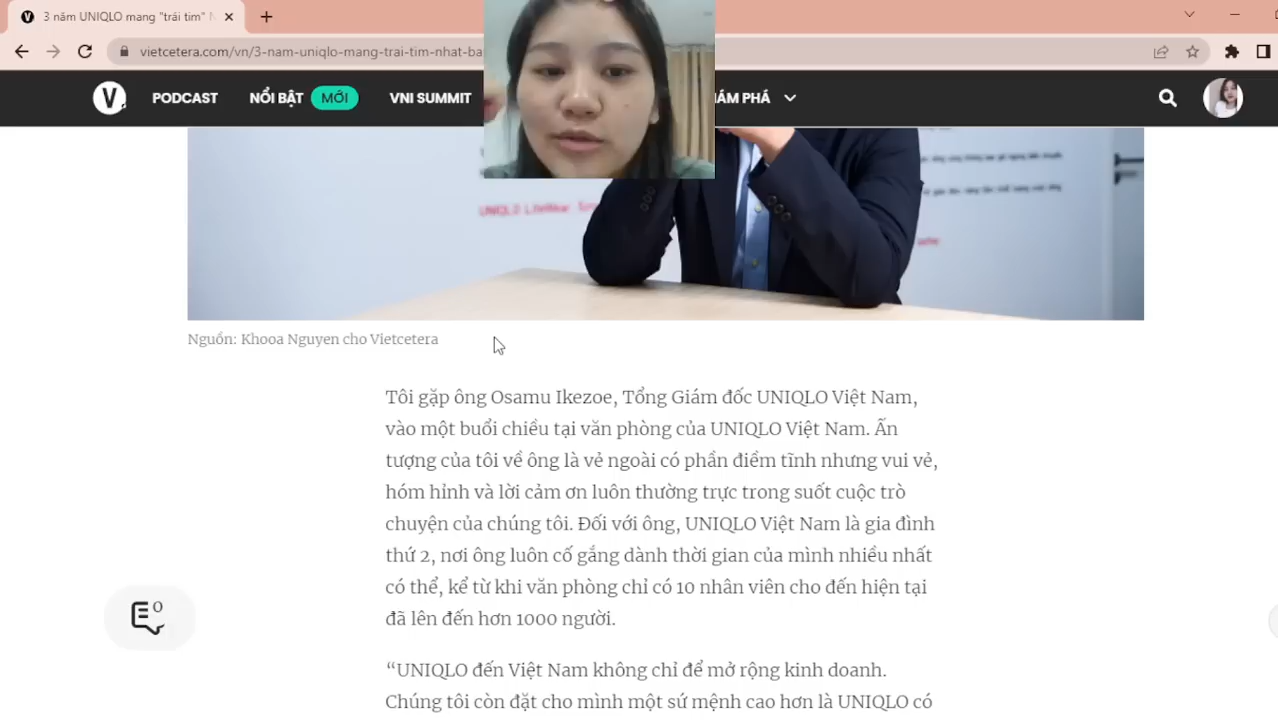 3 năm UNIQLO mang "trái tim" N
vietcetera.com/vn/3-nam-uniqlo-mang-trai-tim-nhat-ba
V.
PODCAST
NỔI BẬT
MỚI
VNI SUMMIT
ÁM PHÁ
UNIQLO LifeWear
Nguồn: Khooa Nguyen cho Vietcetera
Tôi gặp ông Osamu Ikezoe, Tổng Giám đốc UNIQLO Việt Nam,
vào một buổi chiều tại văn phòng của UNIQLO Việt Nam. Ấn
tượng của tôi về ông là vẻ ngoài có phần điềm tĩnh nhưng vui vẻ,
hóm hỉnh và lời cảm ơn luôn thường trực trong suốt cuộc trò
chuyện của chúng tôi. Đối với ông, UNIQLO Việt Nam là gia đình
thứ 2, nơi ông luôn cố gắng dành thời gian của mình nhiều nhất
có thể, kể từ khi văn phòng chỉ có 10 nhân viên cho đến hiện tại
đã lên đến hơn 1000 người.
0
“UNIQLO đến Việt Nam không chỉ để mở rộng kinh doanh.
Chúng tôi còn đặt cho mình một sứ mệnh cao hơn là UNIQLO có